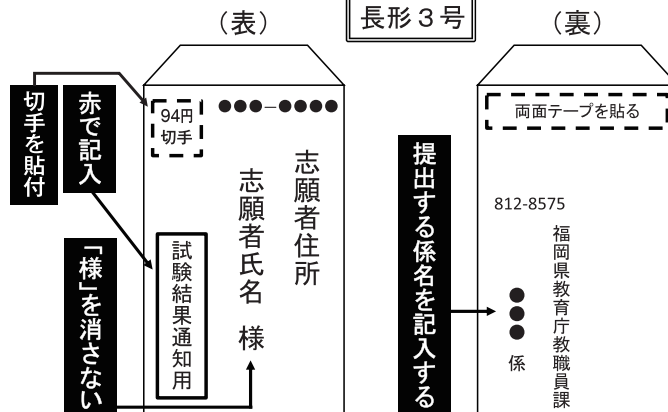 長形３号
（表）
切手を貼付
赤で記入
「様」を消さない
94円
切手
●●●－●●●●
志願者住所
志願者氏名　様
試験結果通知用
（裏）
両面テープを貼る
提出する係名を記入する
812-8575
福岡県教育庁教職員課
●●●係